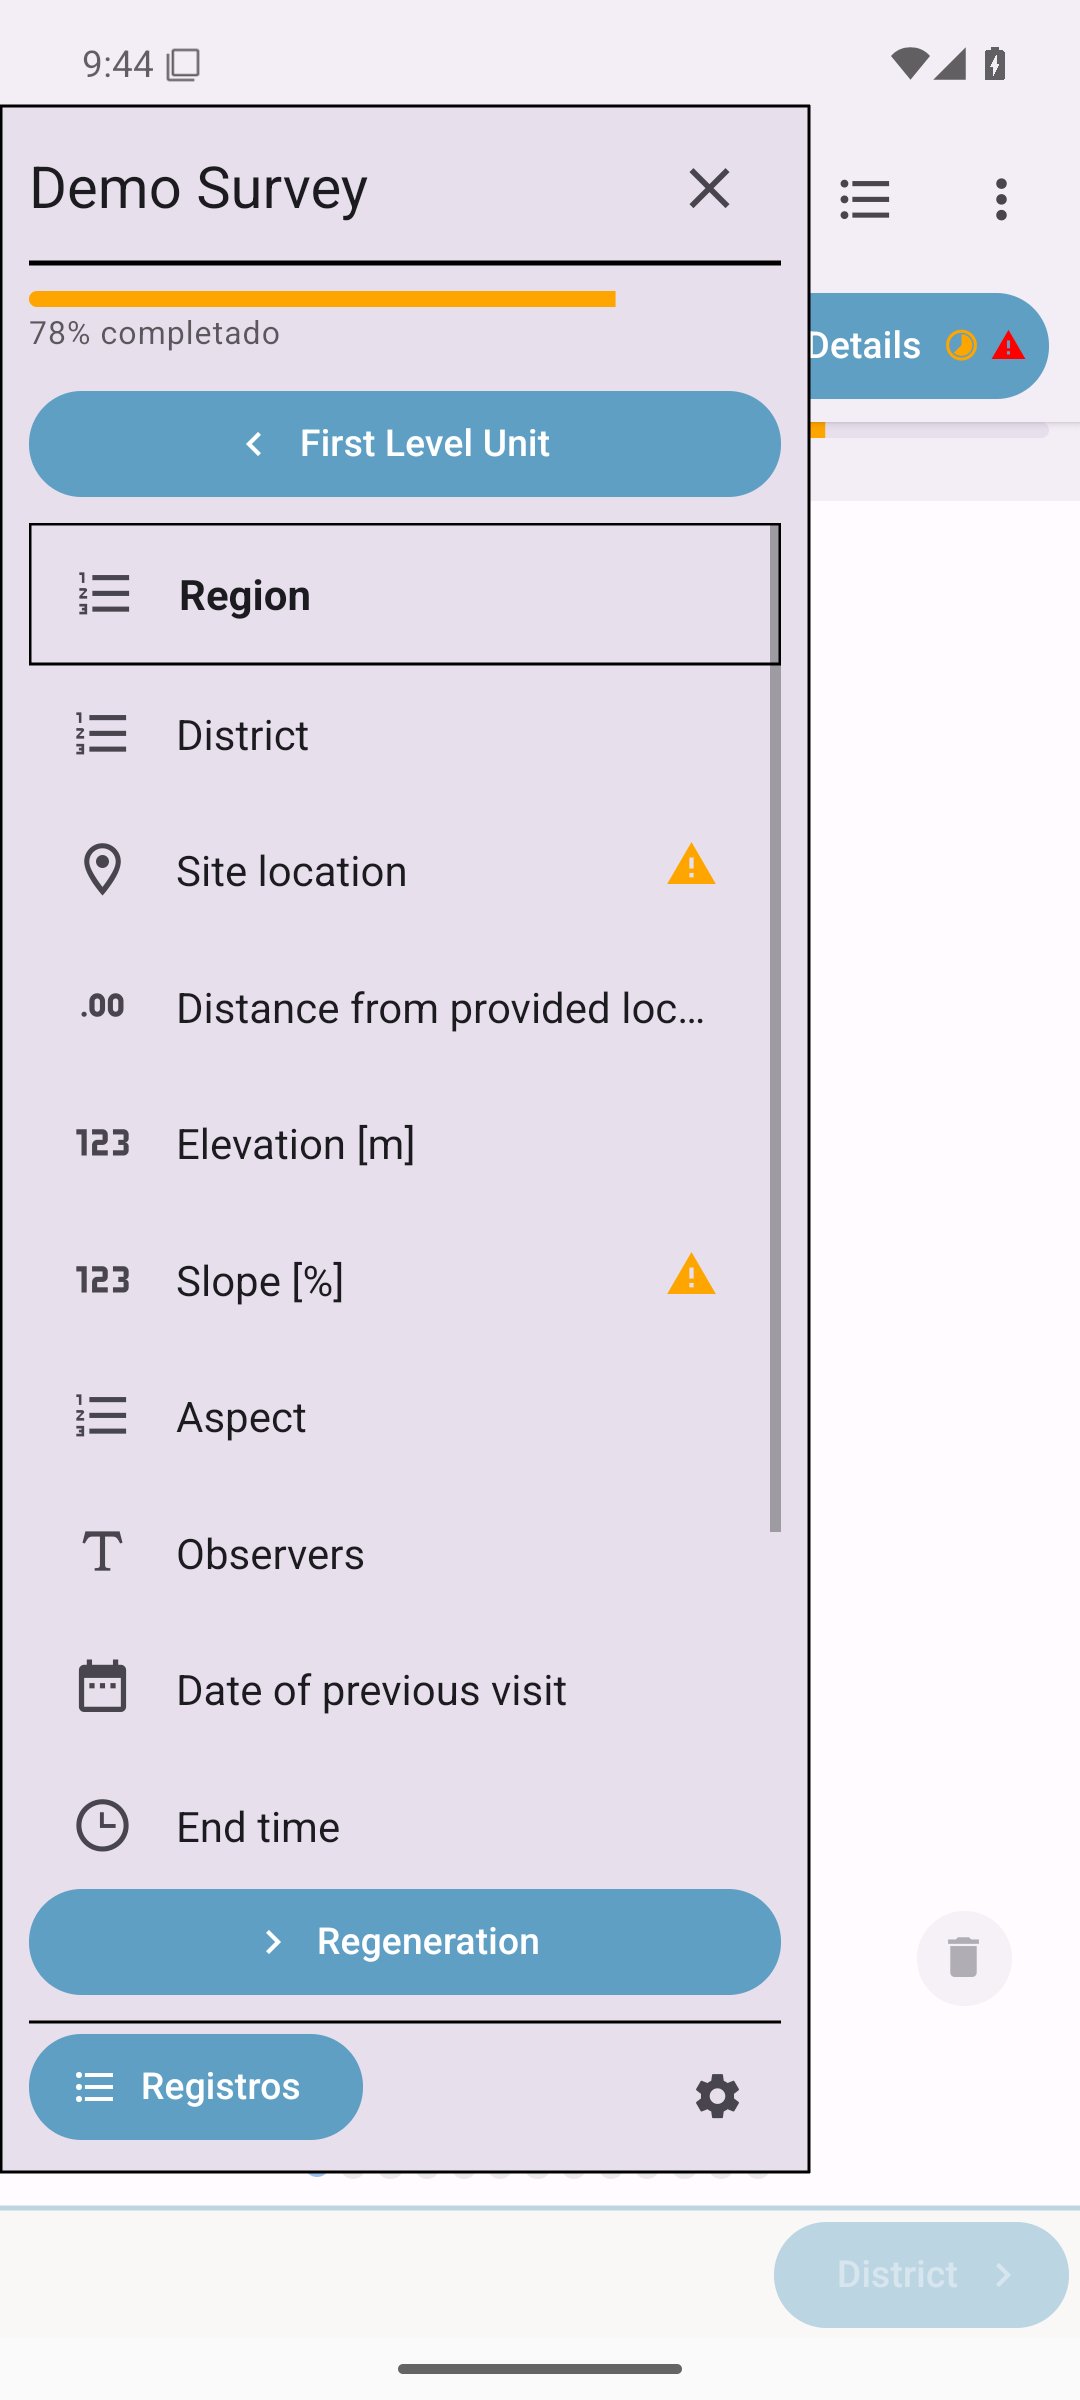 9:44
Demo Survey
78% completado
Details
First Level Unit
Region
District
Site location
.00 Distance from provided loc...
123 Elevation [m]
123 Slope [%]
Aspect
Observers
Date of previous visit
End time
Regeneration
Registros
District